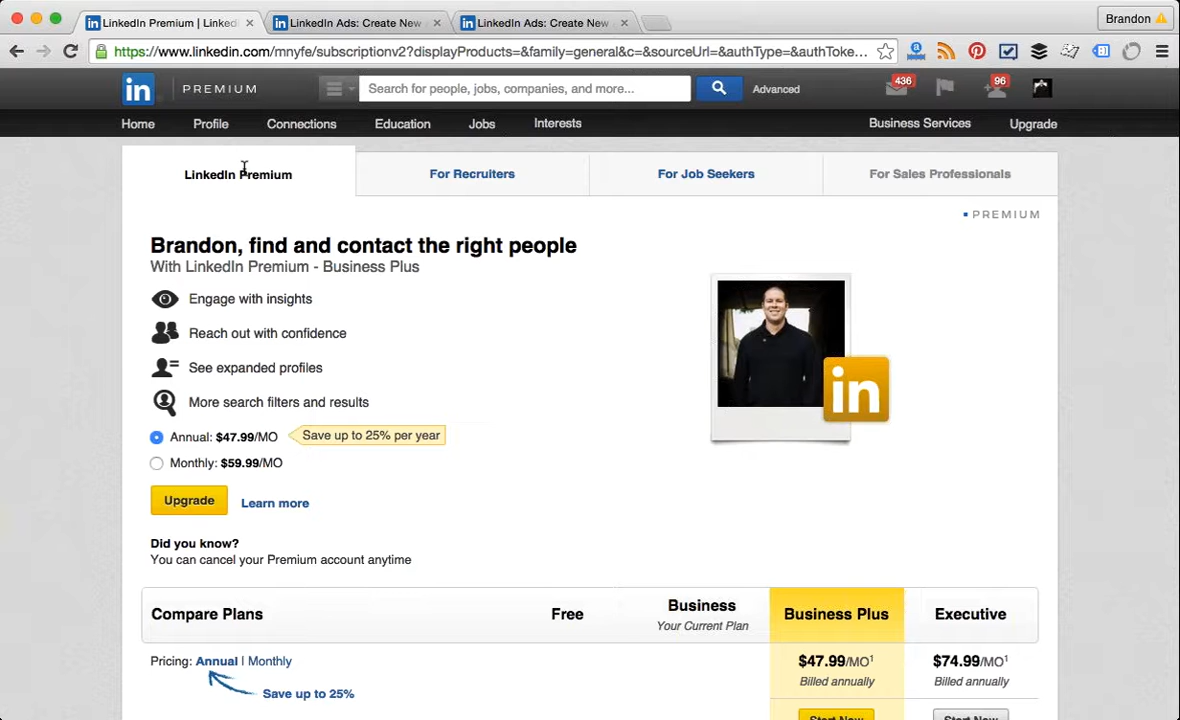 LinkedIn Premium | Linked
LinkedIn Ads: Create New
LinkedIn Ads: Create New
Brandon
https://www.linkedin.com/mnyfe/subscriptionv2?displayProducts=&family=general&c=&sourceUrl=&authType=&authToke...
in PREMIUM
Search for people, jobs, companies, and more...
Advanced
436
96
Home Profile Connections Education Jobs Interests Business Services Upgrade
LinkedIn Premium For Recruiters For Job Seekers For Sales Professionals
PREMIUM
Brandon, find and contact the right people
With LinkedIn Premium - Business Plus
Engage with insights
Reach out with confidence
See expanded profiles
More search filters and results
in
Annual: $47.99/MO Save up to 25% per year
Monthly: $59.99/MO
Upgrade Learn more
Did you know?
You can cancel your Premium account anytime
Compare Plans Free Business Business Plus Executive
Your Current Plan
Pricing: Annual | Monthly $47.99/MO1 $74.99/MO1
Billed annually Billed annually
Save up to 25%
Start Now Start Now